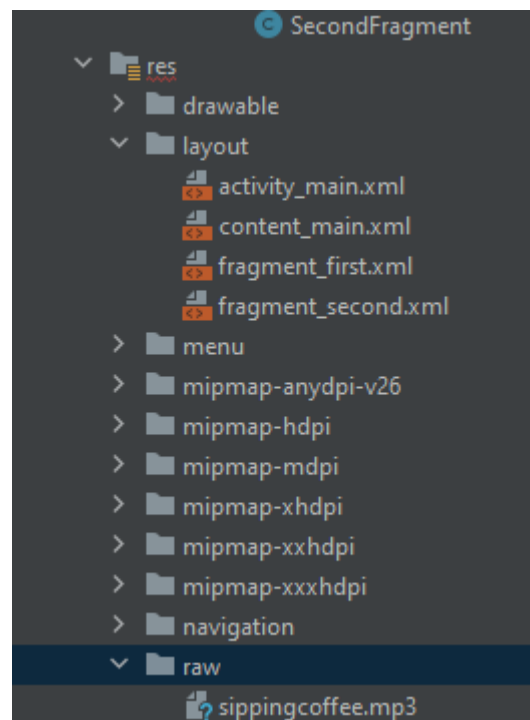 SecondFragment
res
drawable
layout
activity_main.xml
content_main.xml
fragment_first.xml
fragment_second.xml
menu
mipmap-anydpi-v26
mipmap-hdpi
mipmap-mdpi
mipmap-xhdpi
mipmap-xxhdpi
mipmap-xxxhdpi
navigation
raw
sippingcoffee.mp3